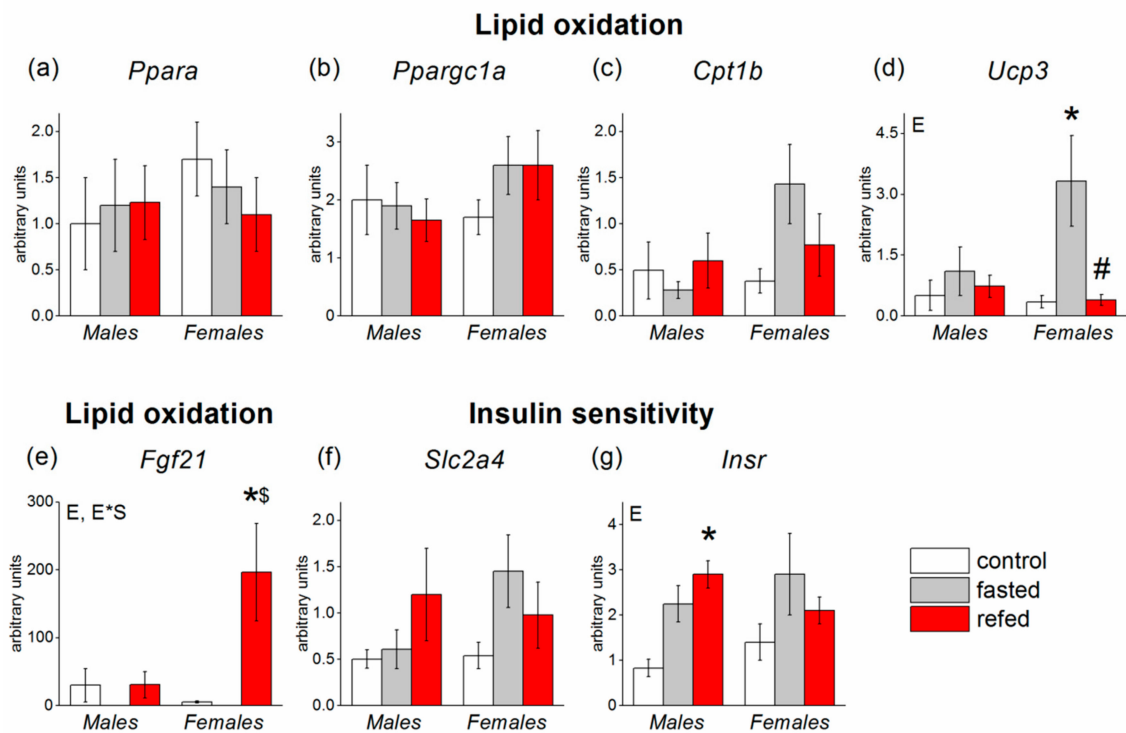 Lipid oxidation
(a) Ppara
(b) Ppargc1a
(c) Cpt1b
(d) Ucp3
arbitrary units
2.0
1.5
1.0
0.5
0.0
Males Females
arbitrary units
3
2
1
0
Males Females
arbitrary units
2.0
1.5
1.0
0.5
0.0
Males Females
arbitrary units
4.5
3.0
1.5
0.0
E
*
#
Males Females
Lipid oxidation
Insulin sensitivity
(e) Fgf21
(f) Slc2a4
(g) Insr
arbitrary units
300
200
100
0
E, E*S
*$
Males Females
arbitrary units
2.0
1.5
1.0
0.5
0.0
Males Females
arbitrary units
4
3
2
1
0
E
*
Males Females
control
fasted
refed